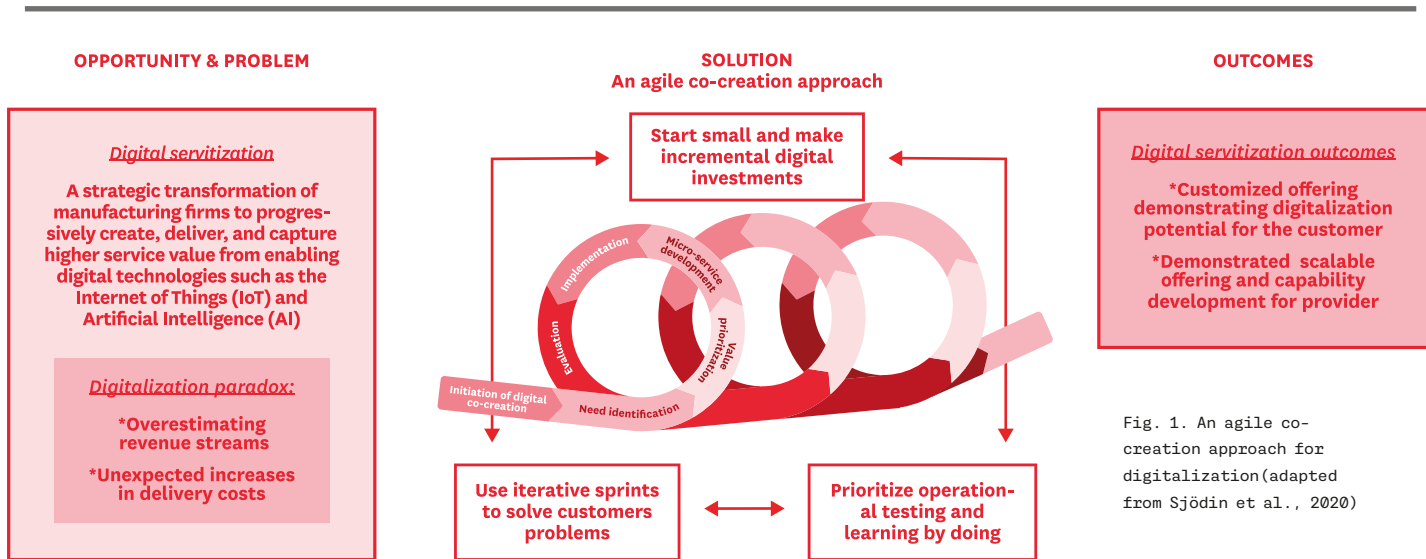 OPPORTUNITY & PROBLEM
Digital servitization
A strategic transformation of
manufacturing firms to progres-
sively create, deliver, and capture
higher service value from enabling
digital technologies such as the
Internet of Things (IoT) and
Artificial Intelligence (AI)
Digitalization paradox:
*Overestimating
revenue streams
*Unexpected increases
in delivery costs
SOLUTION
An agile co-creation approach
Start small and make
incremental digital
investments
Initiation of digital
co-creation
Need identification
Value
prioritization
Micro-service
development
Implementation
Evaluation
Use iterative sprints
to solve customers
problems
Prioritize operation-
al testing and
learning by doing
OUTCOMES
Digital servitization outcomes
*Customized offering
demonstrating digitalization
potential for the customer
*Demonstrated scalable
offering and capability
development for provider
Fig. 1. An agile co-
creation approach for
digitalization(adapted
from Sjödin et al., 2020)